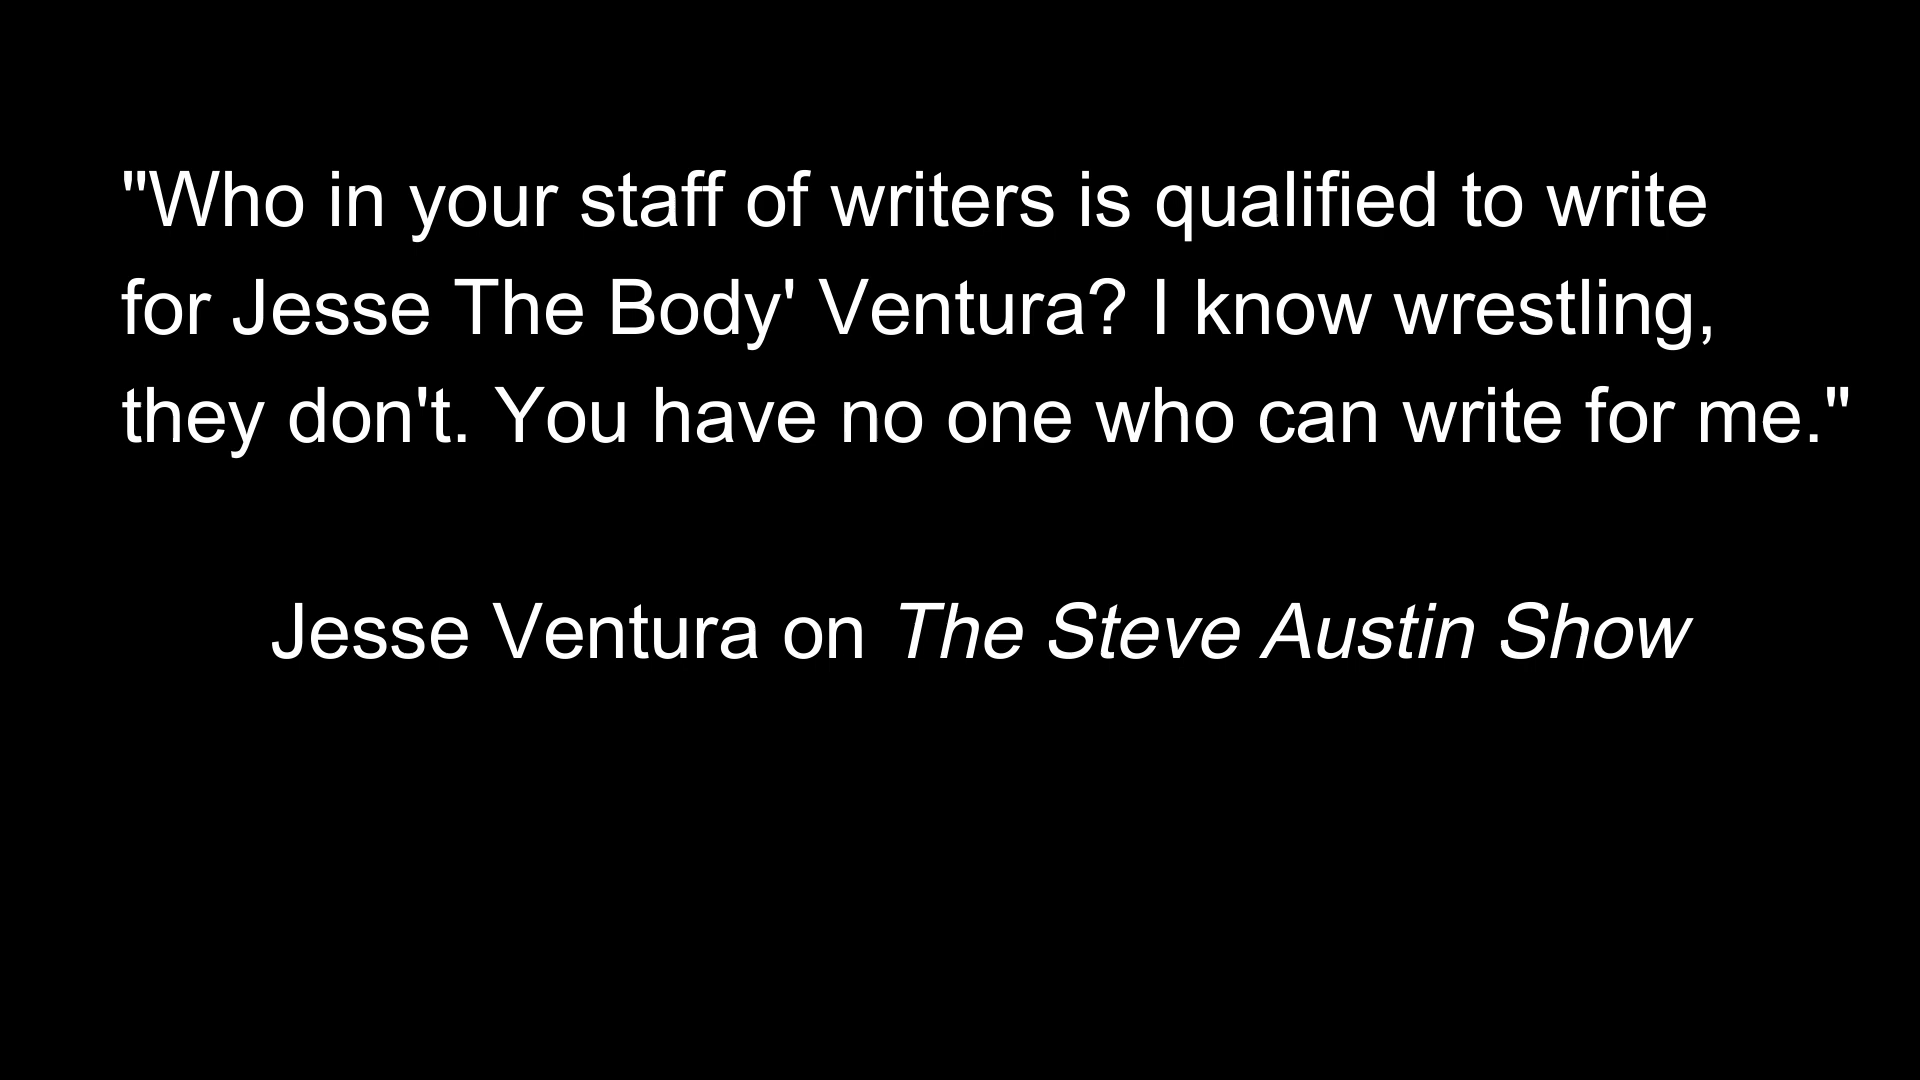 "Who in your staff of writers is qualified to write
for Jesse The Body' Ventura? I know wrestling,
they don't. You have no one who can write for me."
Jesse Ventura on The Steve Austin Show